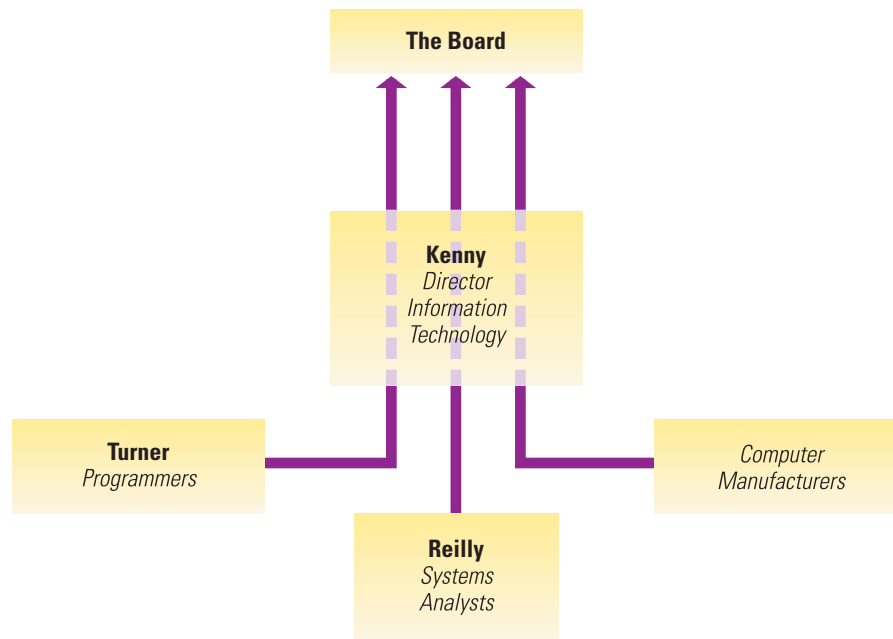 The Board
Kenny
Director
Information
Technology
Turner
Programmers
Computer
Manufacturers
Reilly
Systems
Analysts